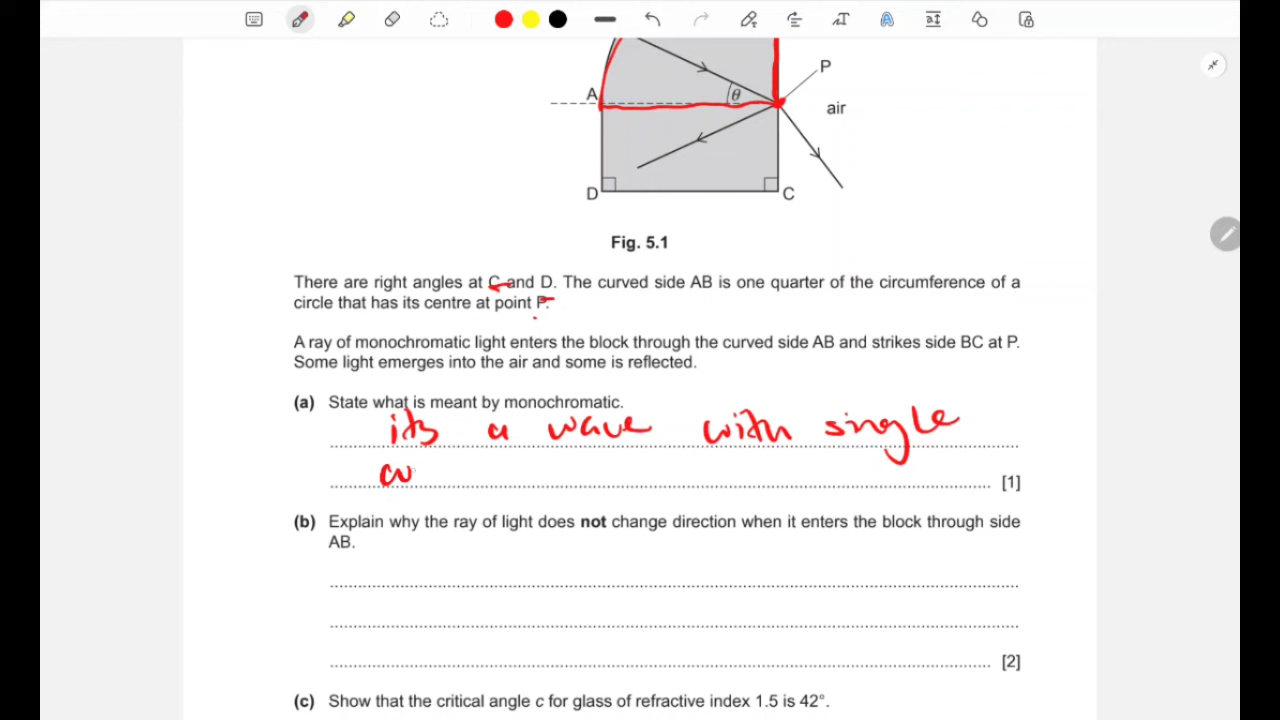 P
A
θ
air
D
C
Fig. 5.1
There are right angles at C and D. The curved side AB is one quarter of the circumference of a
circle that has its centre at point P.
A ray of monochromatic light enters the block through the curved side AB and strikes side BC at P.
Some light emerges into the air and some is reflected.
(a) State what is meant by monochromatic.
its a wave with single
[1]
(b) Explain why the ray of light does not change direction when it enters the block through side
AB.
[2]
(c) Show that the critical angle c for glass of refractive index 1.5 is 42°.